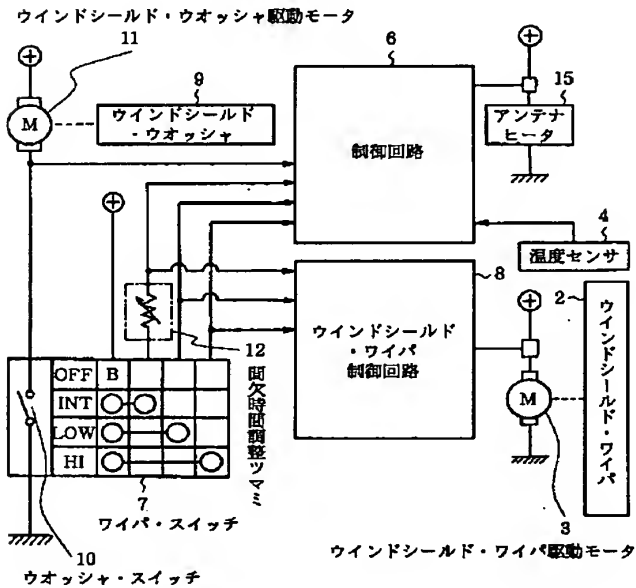 ウインドシールド・ウオッシャ駆動モータ
11
9
6
M
ウインドシールド
・ウオッシャ
15
アンテナ
ヒータ
制御回路
4
温度センサ
8
2
12
ウインドシールド
・ワイパ
制御回路
ウインドシールド・ワイパ
M
間欠時間調整ツマミ
OFF B
INT
LOW
HI
7
ワイパ・スイッチ
3
ウインドシールド・ワイパ駆動モータ
10
ウオッシャ・スイッチ